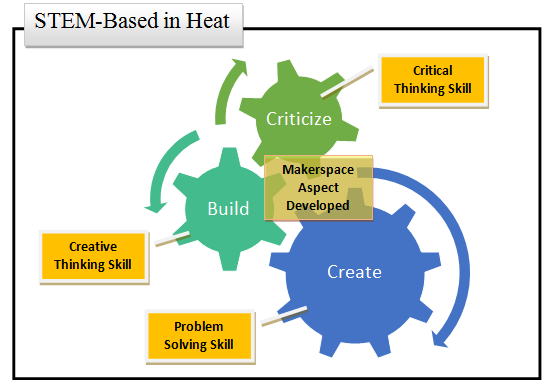 STEM-Based in Heat
Critical
Thinking Skill
Criticize
Makerspace
Aspect
Developed
Build
Creative
Thinking Skill
Create
Problem
Solving Skill